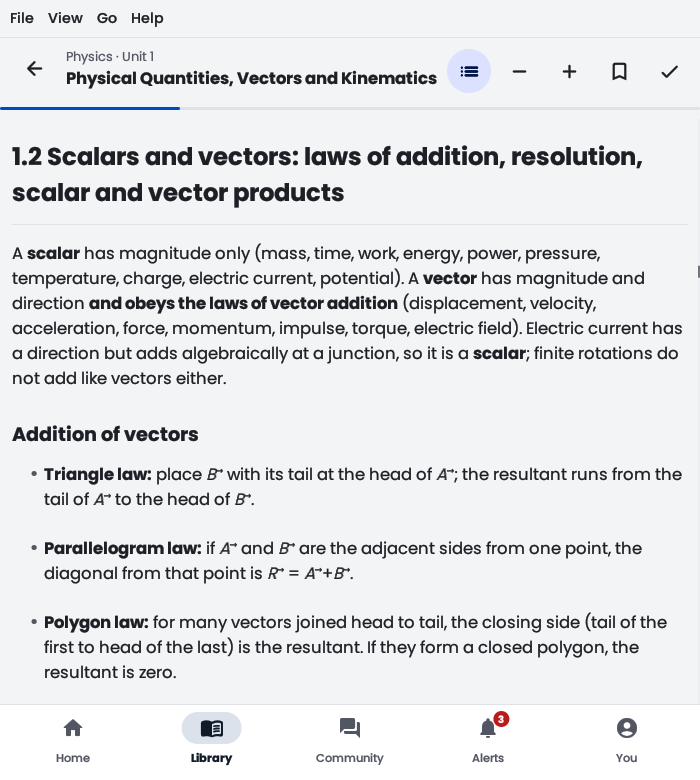 File View Go Help
Physics · Unit 1
Physical Quantities, Vectors and Kinematics
1.2 Scalars and vectors: laws of addition, resolution,
scalar and vector products
A scalar has magnitude only (mass, time, work, energy, power, pressure,
temperature, charge, electric current, potential). A vector has magnitude and
direction and obeys the laws of vector addition (displacement, velocity,
acceleration, force, momentum, impulse, torque, electric field). Electric current has
a direction but adds algebraically at a junction, so it is a scalar; finite rotations do
not add like vectors either.
Addition of vectors
• Triangle law: place B⃗ with its tail at the head of A⃗; the resultant runs from the
tail of A⃗ to the head of B⃗.
• Parallelogram law: if A⃗ and B⃗ are the adjacent sides from one point, the
diagonal from that point is R⃗ = A⃗+B⃗.
• Polygon law: for many vectors joined head to tail, the closing side (tail of the
first to head of the last) is the resultant. If they form a closed polygon, the
resultant is zero.
3
Home Library Community Alerts You